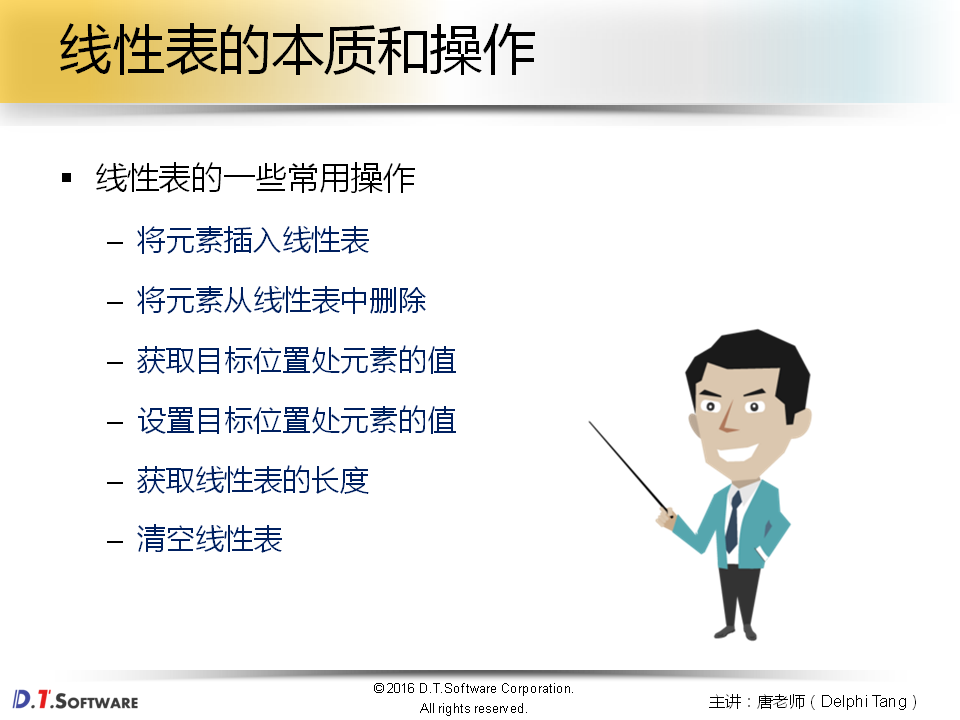 线性表的本质和操作
▪ 线性表的一些常用操作
– 将元素插入线性表
– 将元素从线性表中删除
– 获取目标位置处元素的值
– 设置目标位置处元素的值
– 获取线性表的长度
– 清空线性表
D.T.SOFTWARE
©2016 D.T.Software Corporation.
All rights reserved.
主讲：唐老师（Delphi Tang）